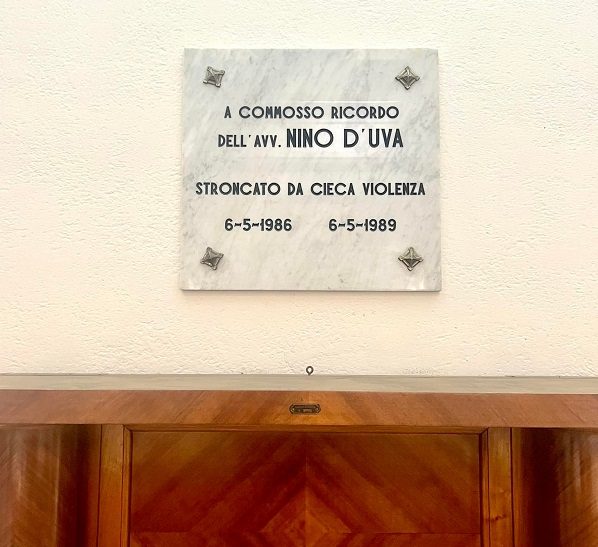 A COMMOSSO RICORDO
DELL'AVV. NINO D'UVA
STRONCATO DA CIECA VIOLENZA
6-5-1986 6-5-1989